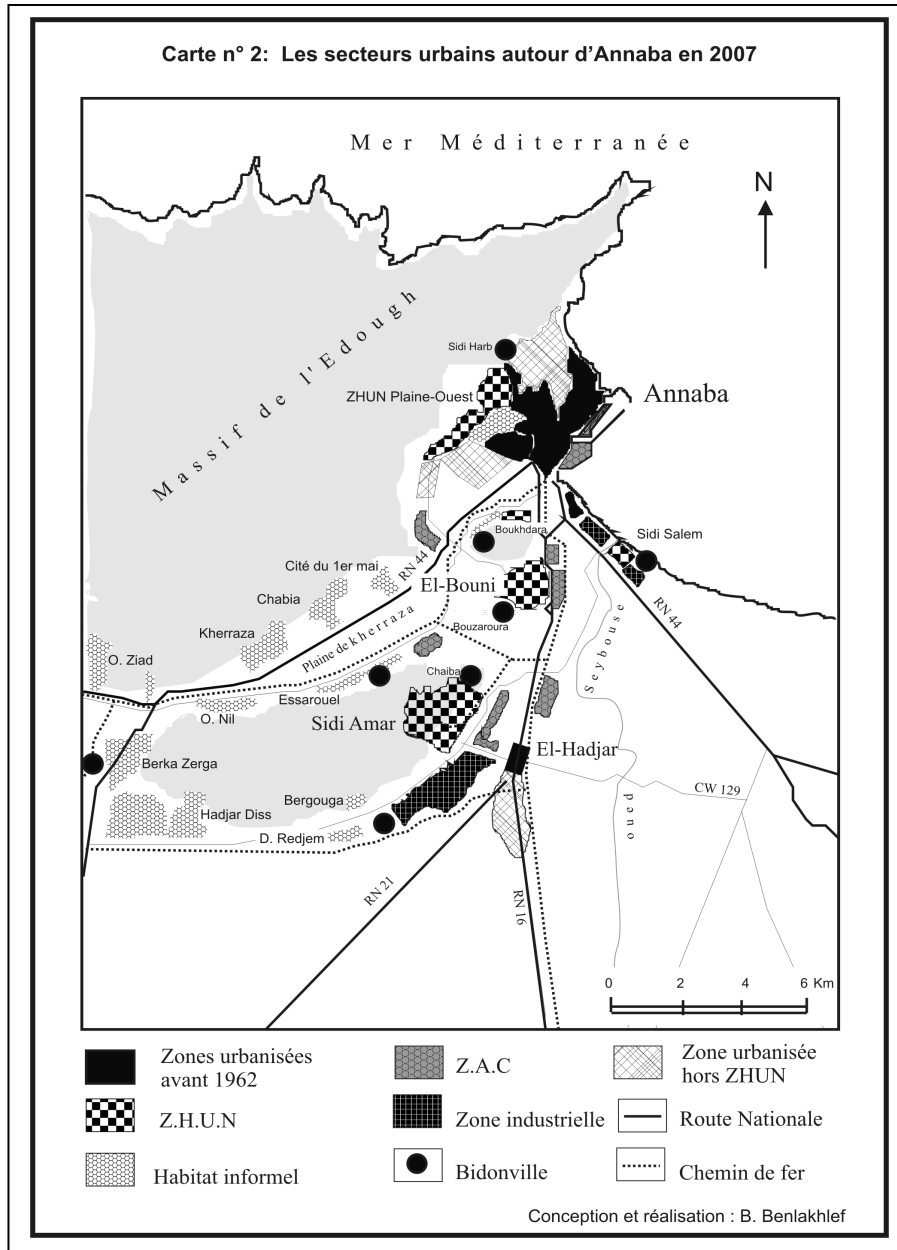 Carte n° 2: Les secteurs urbains autour d'Annaba en 2007
Mer Méditerranée
N
Massif de l'Edough
Sidi Harb
ZHUN Plaine-Ouest
Annaba
Boukhdara
Sidi Salem
RN 44
Cité du 1er mai
El-Bouni
Chabia
RN 44
Bouzaroura
Kherraza
Plaine de kherraza
Seybouse
O. Ziad
Chaiba
Essarouel
O. Nil
Sidi Amar
El-Hadjar
Berka Zerga
CW 129
oued
Bergouga
Hadjar Diss
D. Redjem
RN 21
RN 16
0 2 4 6 Km
Zones urbanisées
avant 1962
Z.A.C
Zone urbanisée
hors ZHUN
Z.H.U.N
Zone industrielle
Route Nationale
Habitat informel
Bidonville
Chemin de fer
Conception et réalisation : B. Benlakhlef